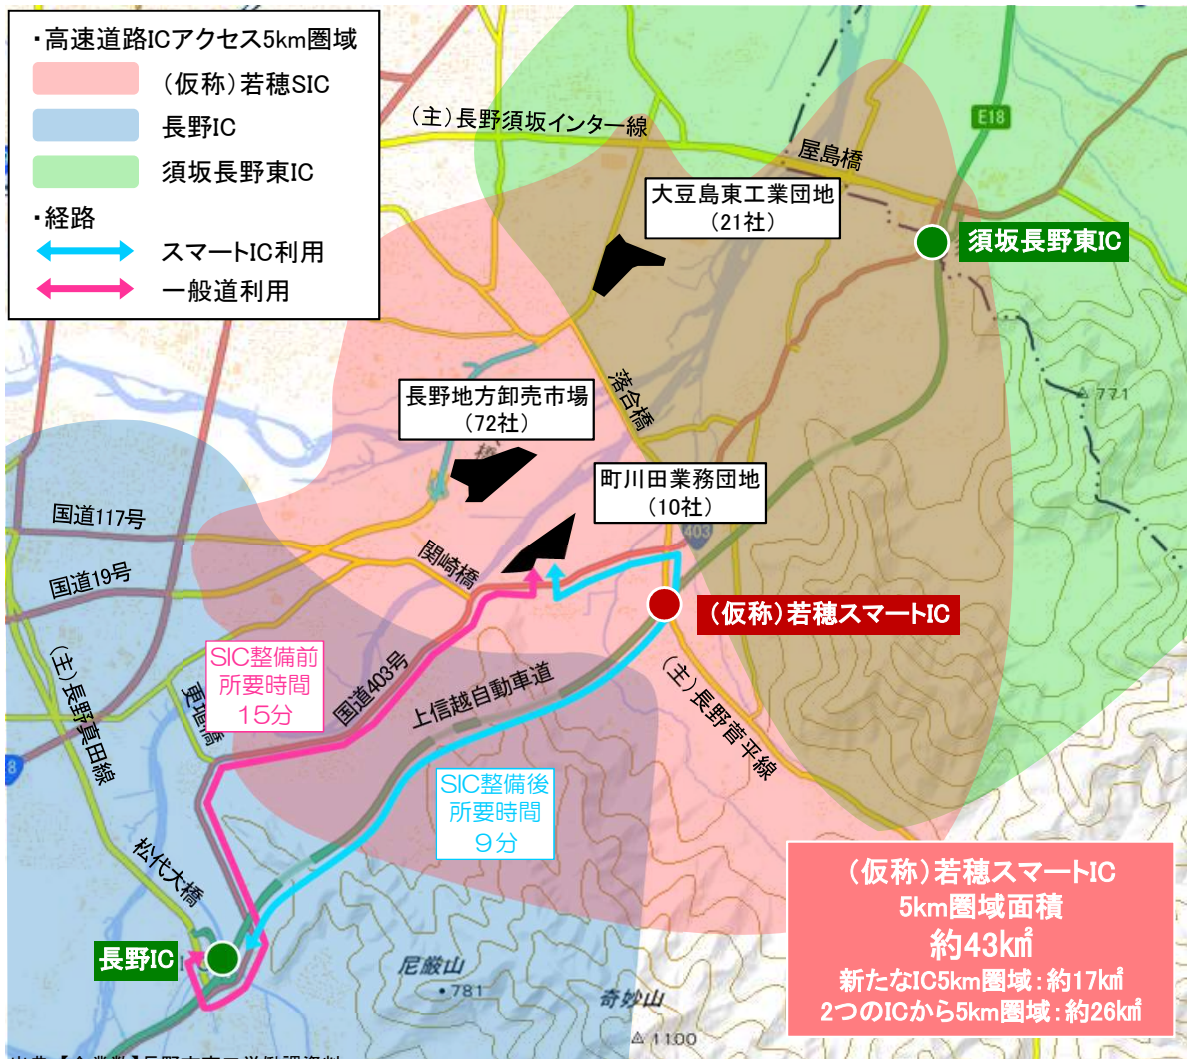 ・高速道路ICアクセス5km圏域
（仮称）若穂SIC
長野IC
須坂長野東IC
・経路
スマートIC利用
一般道利用
（主）長野須坂インター線
屋島橋
E18
大豆島東工業団地
（21社）
須坂長野東IC
771
落合橋
長野地方卸売市場
（72社）
橋
町川田業務団地
（10社）
403
国道117号
国道19号
関崎橋
（仮称）若穂スマートIC
SIC整備前
所要時間
15分
国道403号
上信越自動車道
（主）長野菅平線
（主）長野真田線
更埴橋
8
SIC整備後
所要時間
9分
松代大橋
長野IC
尼厳山
781
奇妙山
1100
（仮称）若穂スマートIC
5km圏域面積
約43㎢
新たなIC5km圏域：約17㎢
2つのICから5km圏域：約26㎢